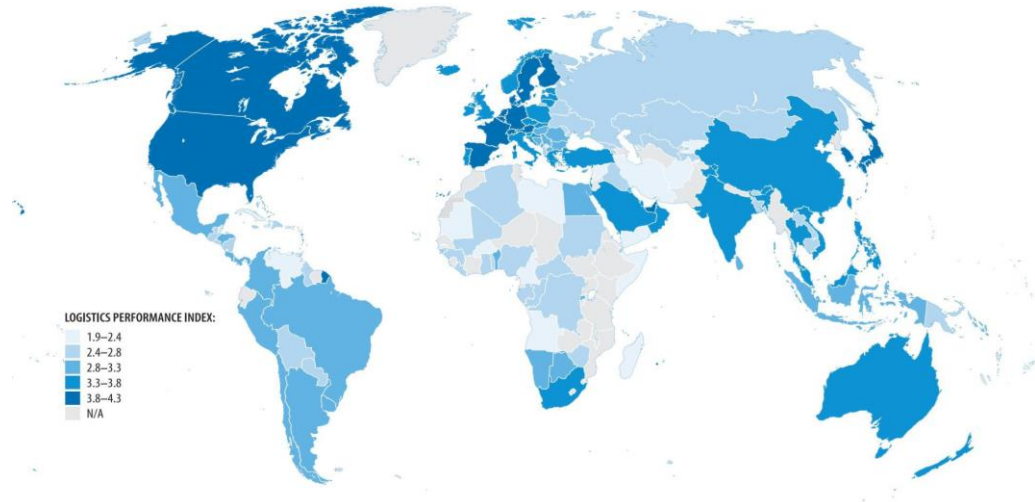 LOGISTICS PERFORMANCE INDEX:
1.9–2.4
2.4–2.8
2.8–3.3
3.3–3.8
3.8–4.3
N/A